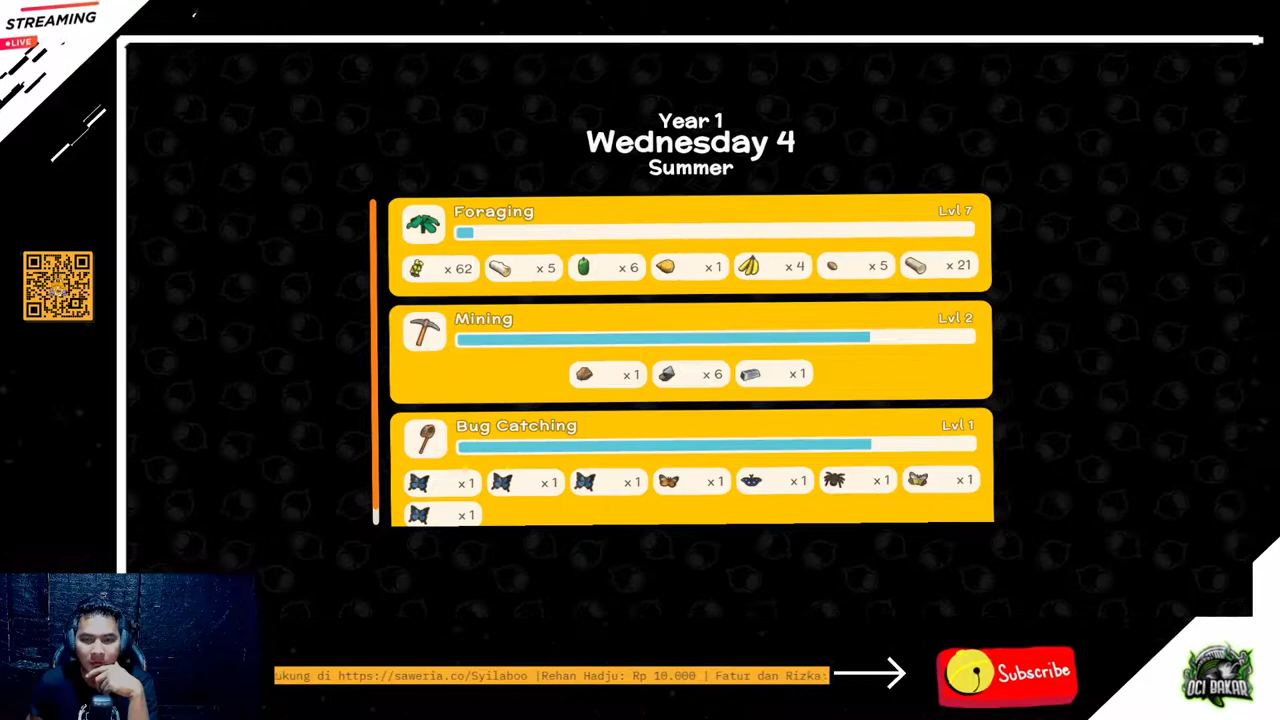 STREAMING
LIVE
Year 1
Wednesday 4
Summer
Foraging
Lvl 7
x 62
x 5
x 6
x 1
x 4
x 5
x 21
Mining
Lvl 2
x 1
x 6
x 1
Bug Catching
Lvl 1
x 1
x 1
x 1
x 1
x 1
x 1
x 1
x 1
ukung di https://saweria.co/Syilaboo |Rehan Hadju: Rp 10.000 | Fatur dan Rizka:
Subscribe
OCI BAKAR